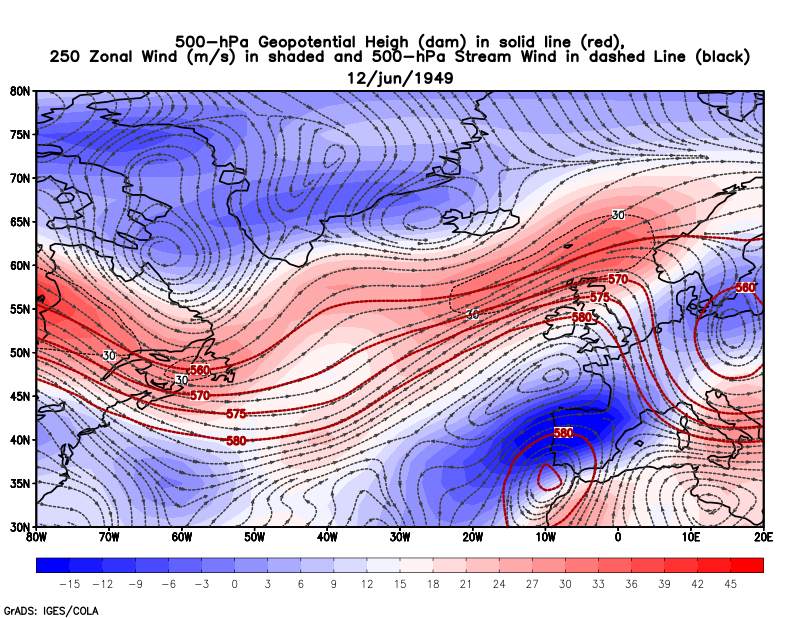 500-hPa Geopotential Heigh (dam) in solid line (red),
250 Zonal Wind (m/s) in shaded and 500-hPa Stream Wind in dashed Line (black)
12/jun/1949
80N
75N
70N
65N
60N
55N
50N
45N
40N
35N
30N
30
30
30
30
560
570
575
580
570
575
580
560
580
80W 70W 60W 50W 40W 30W 20W 10W 0 10E 20E
-15 -12 -9 -6 -3 0 3 6 9 12 15 18 21 24 27 30 33 36 39 42 45
GrADS: IGES/COLA